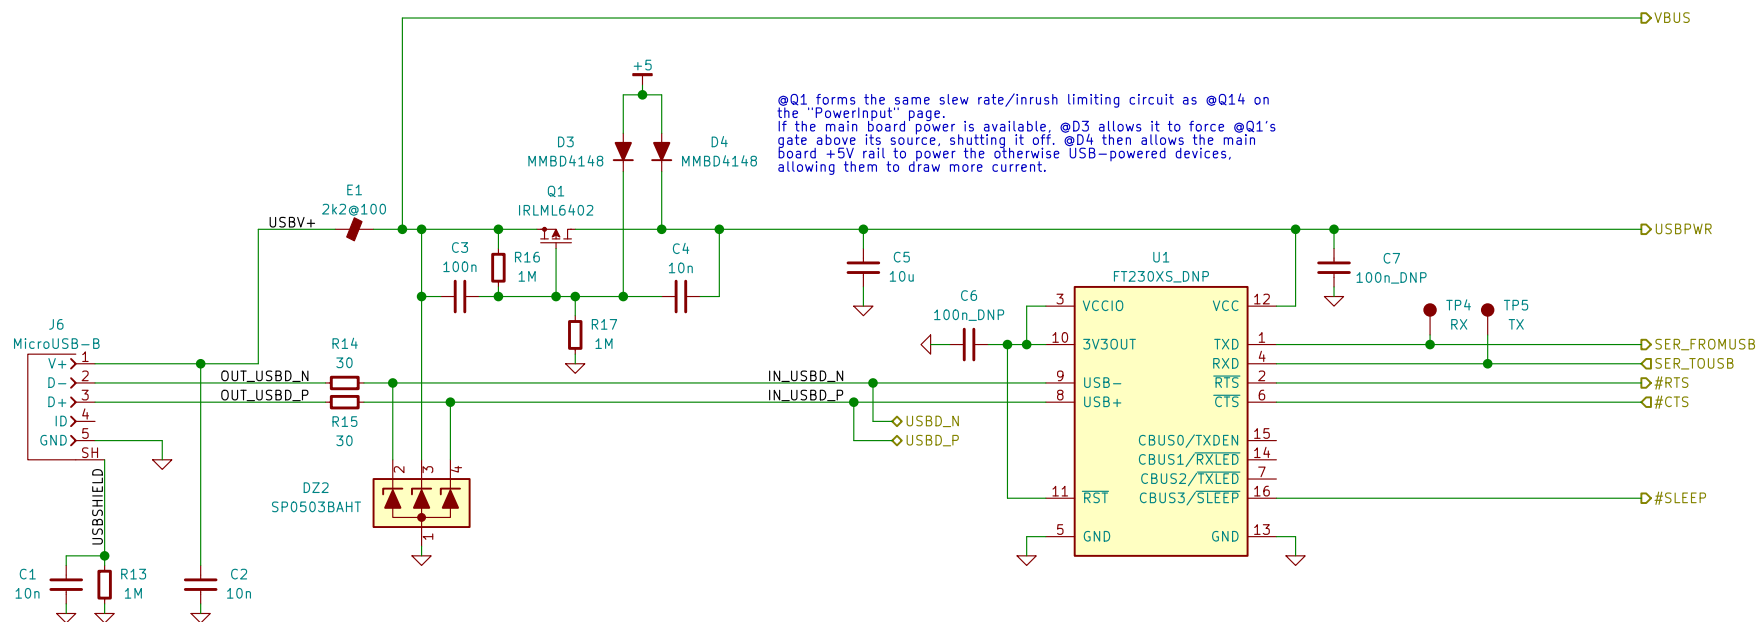 VBUS
+5
@Q1 forms the same slew rate/inrush limiting circuit as @Q14 on
the "PowerInput" page.
If the main board power is available, @D3 allows it to force @Q1's
gate above its source, shutting it off. @D4 then allows the main
board +5V rail to power the otherwise USB-powered devices,
allowing them to draw more current.
D3
MMBD4148
D4
MMBD4148
E1
2k2@100
Q1
IRLML6402
USBV+
USBPWR
C3
100n
R16
1M
C4
10n
C5
10u
U1
FT230XS_DNP
C7
100n_DNP
C6
100n_DNP
R17
1M
TP4
RX
TP5
TX
J6
MicroUSB-B
V+ 1
D- 2
D+ 3
ID 4
GND 5
SH
R14
30
R15
30
OUT_USBD_N
OUT_USBD_P
IN_USBD_N
IN_USBD_P
USBD_N
USBD_P
3 VCCIO
10 3V3OUT
9 USB-
8 USB+
11 RST
5 GND
VCC 12
TXD 1
RXD 4
RTS 2
CTS 6
CBUS0/TXDEN 15
CBUS1/RXLED 14
CBUS2/TXLED 7
CBUS3/SLEEP 16
GND 13
SER_FROMUSB
SER_TOUSB
#RTS
#CTS
#SLEEP
DZ2
SP0503BAHT
2
3
4
1
USBSHIELD
C1
10n
R13
1M
C2
10n